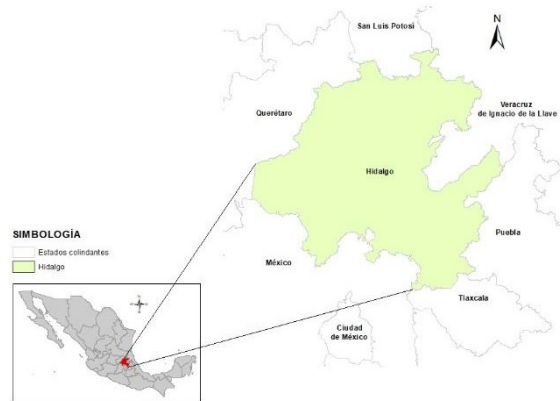 San Luis Potosí
N
Querétaro
Veracruz
de Ignacio de la Llave
Hidalgo
SIMBOLOGÍA
Estados colindantes
Hidalgo
México
Puebla
Tlaxcala
Ciudad
de México